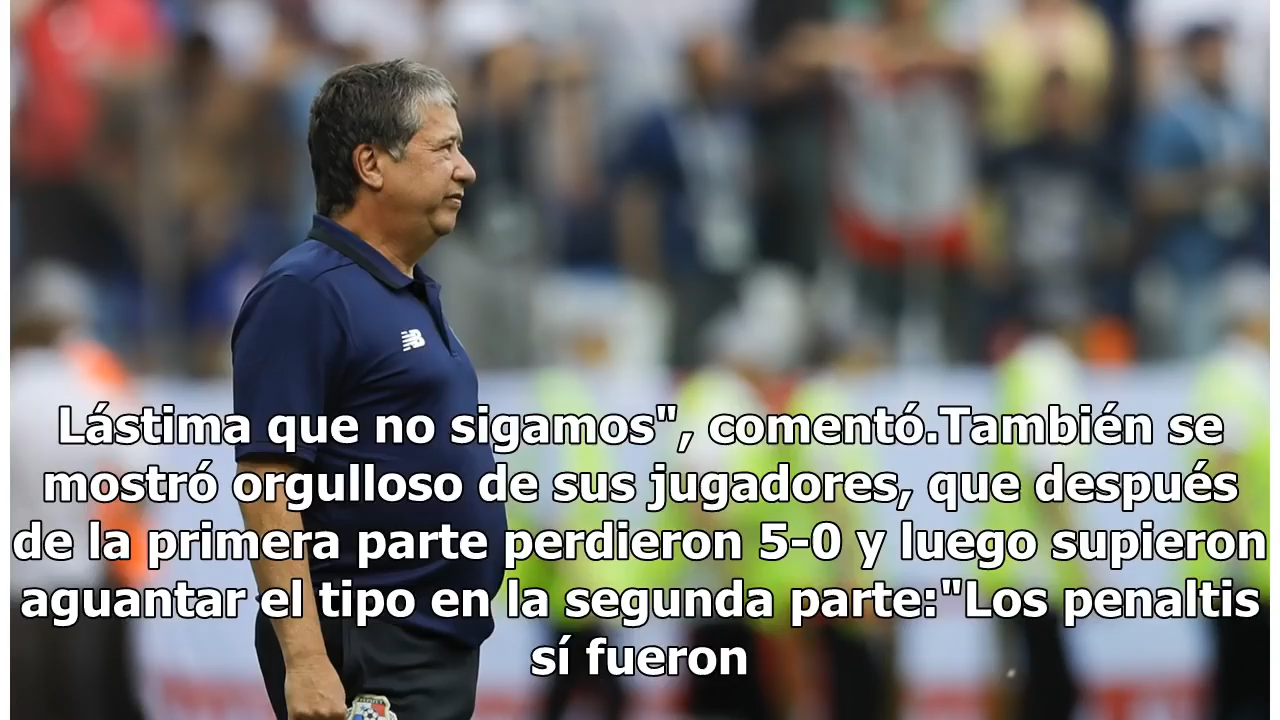 NB
Lástima que no sigamos", comentó.También se
mostró orgulloso de sus jugadores, que después
de la primera parte perdieron 5-0 y luego supieron
aguantar el tipo en la segunda parte:"Los penaltis
sí fueron